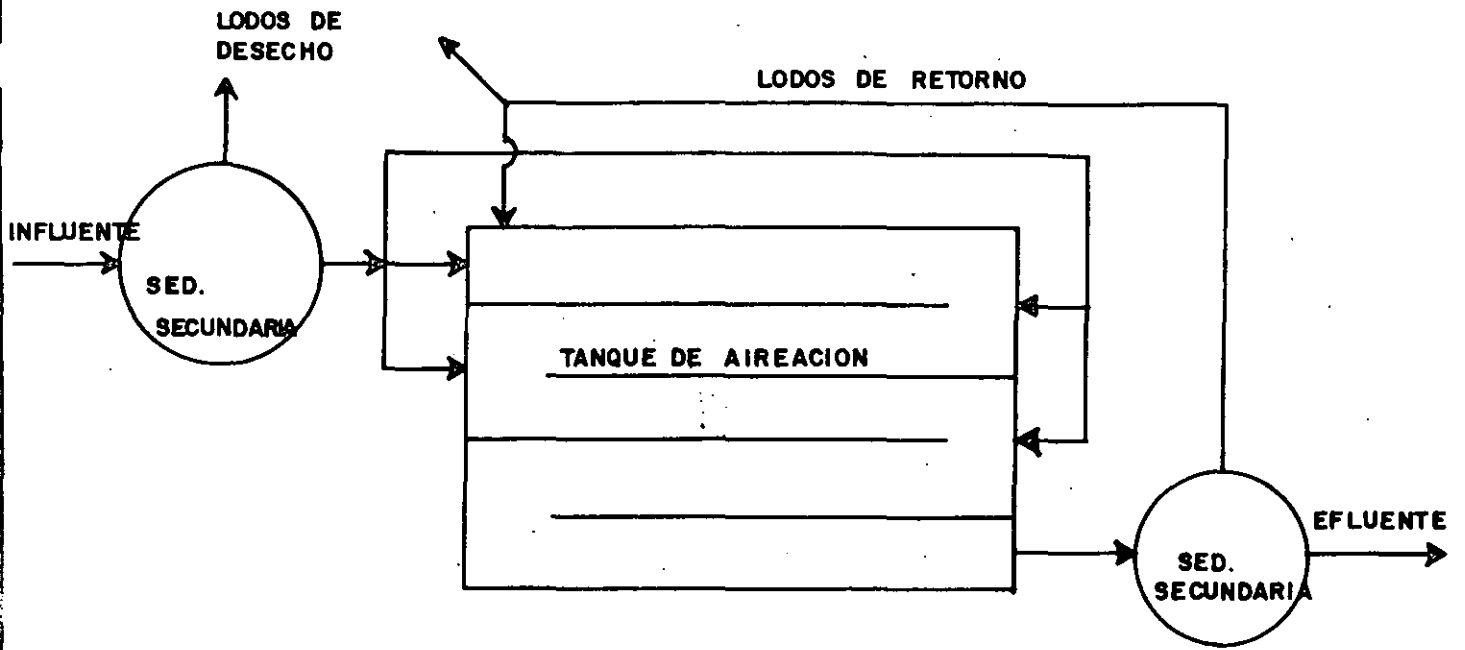 LODOS DE
DESECHO
LODOS DE RETORNO
INFLUENTE
SED.
SECUNDARIA
TANQUE DE AIREACION
EFLUENTE
SED.
SECUNDARIA